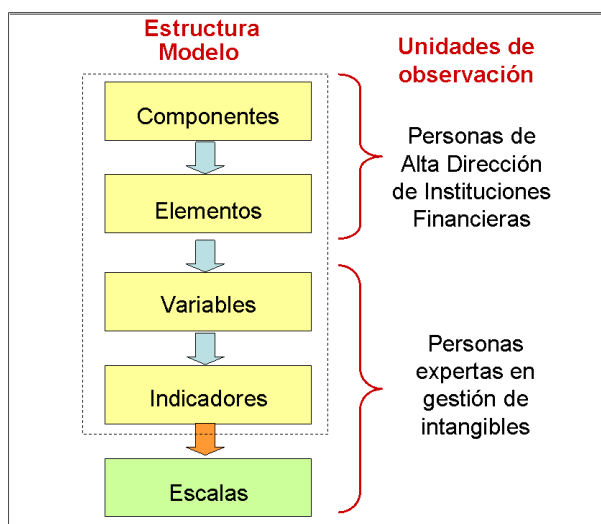 Estructura
Modelo
Unidades de
observación
Componentes
Elementos
Variables
Indicadores
Escalas
Personas de
Alta Dirección
de Instituciones
Financieras
Personas
expertas en
gestión de
intangibles